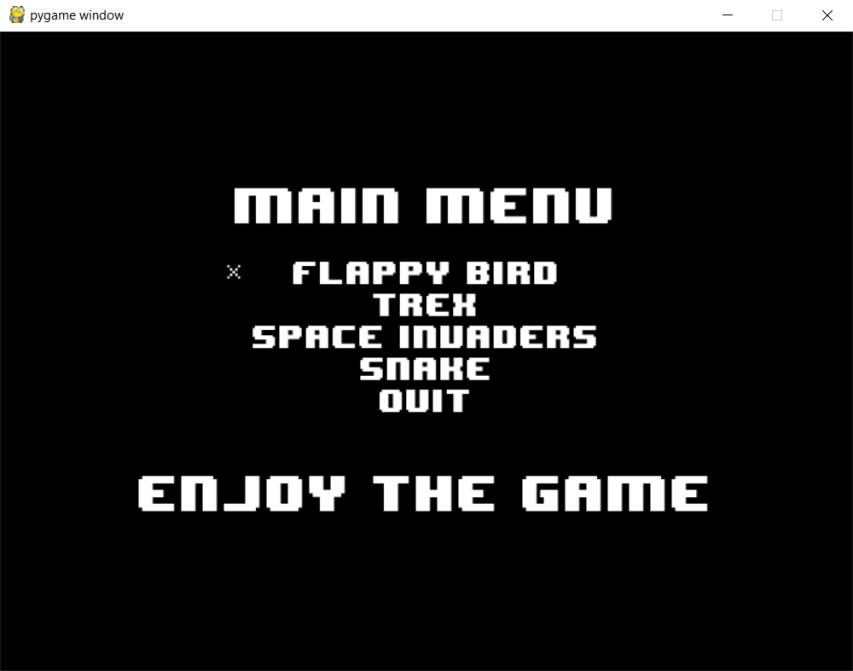 pygame window
MAIN MENU
X FLAPPY BIRD
TREX
SPACE INVADERS
SNAKE
QUIT
ENJOY THE GAME